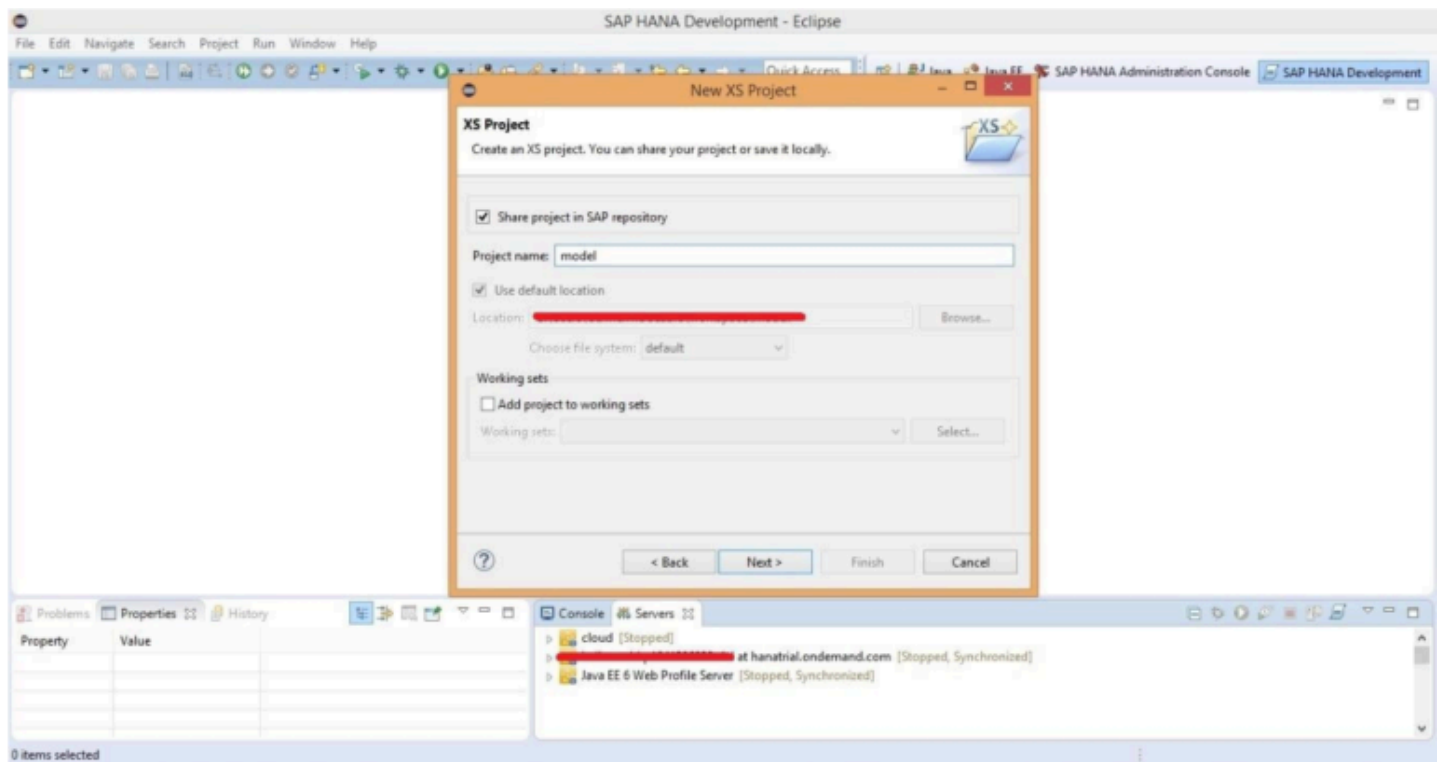 SAP HANA Development - Eclipse
File Edit Navigate Search Project Run Window Help
Quick Access Java Java EE SAP HANA Administration Console SAP HANA Development
New XS Project
XS Project
XS
Create an XS project. You can share your project or save it locally.
Share project in SAP repository
Project name: model
Use default location
Location: Browse...
Choose file system: default
Working sets
Add project to working sets
Working sets: Select...
? < Back Next > Finish Cancel
Problems Properties History Console Servers
Property Value
cloud [Stopped]
at hanatrial.ondemand.com [Stopped, Synchronized]
Java EE 6 Web Profile Server [Stopped, Synchronized]
0 items selected